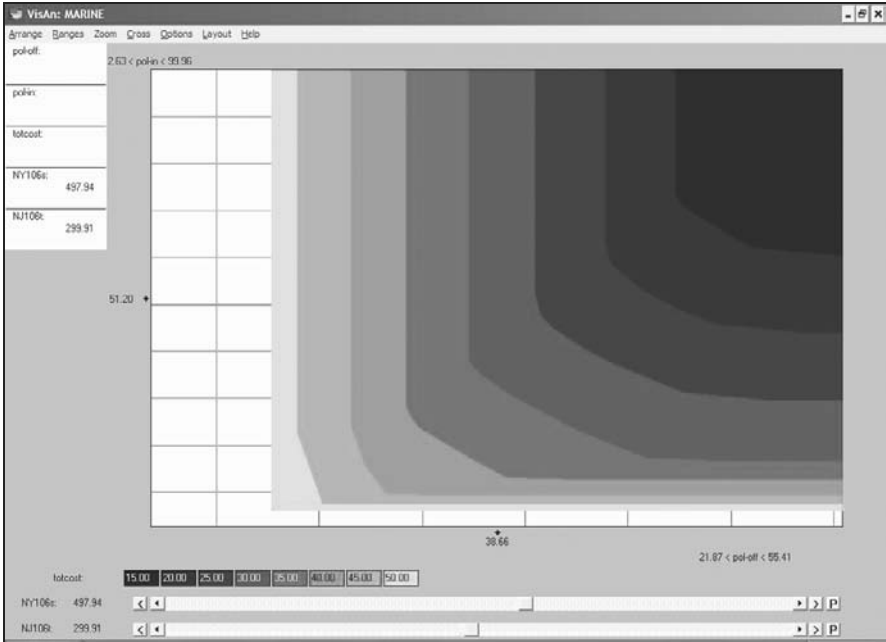 VisAn: MARINE
Arrange Ranges Zoom Cross Options Layout Help
pol-off:
2.63 < pol-in < 99.96
pol-in:
totcost:
NY106s:
497.94
NJ106t:
299.91
51.20
38.66
21.87 < pol-off < 55.41
totcost: 15.00 20.00 25.00 30.00 35.00 40.00 45.00 50.00
NY106s: 497.94 < > P
NJ106t: 299.91 < > P